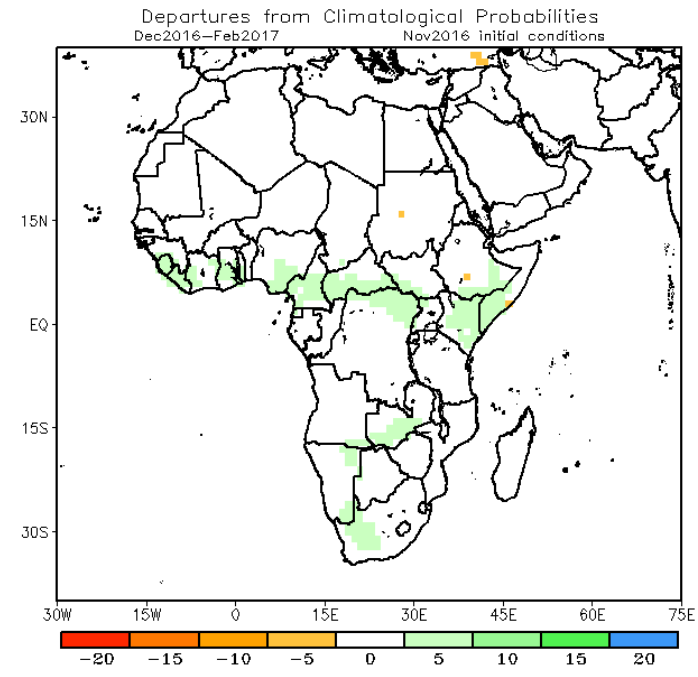 Departures from Climatological Probabilities
Dec2016–Feb2017 Nov2016 initial conditions
30N
15N
EQ
15S
30S
30W 15W 0 15E 30E 45E 60E 75E
−20 −15 −10 −5 0 5 10 15 20